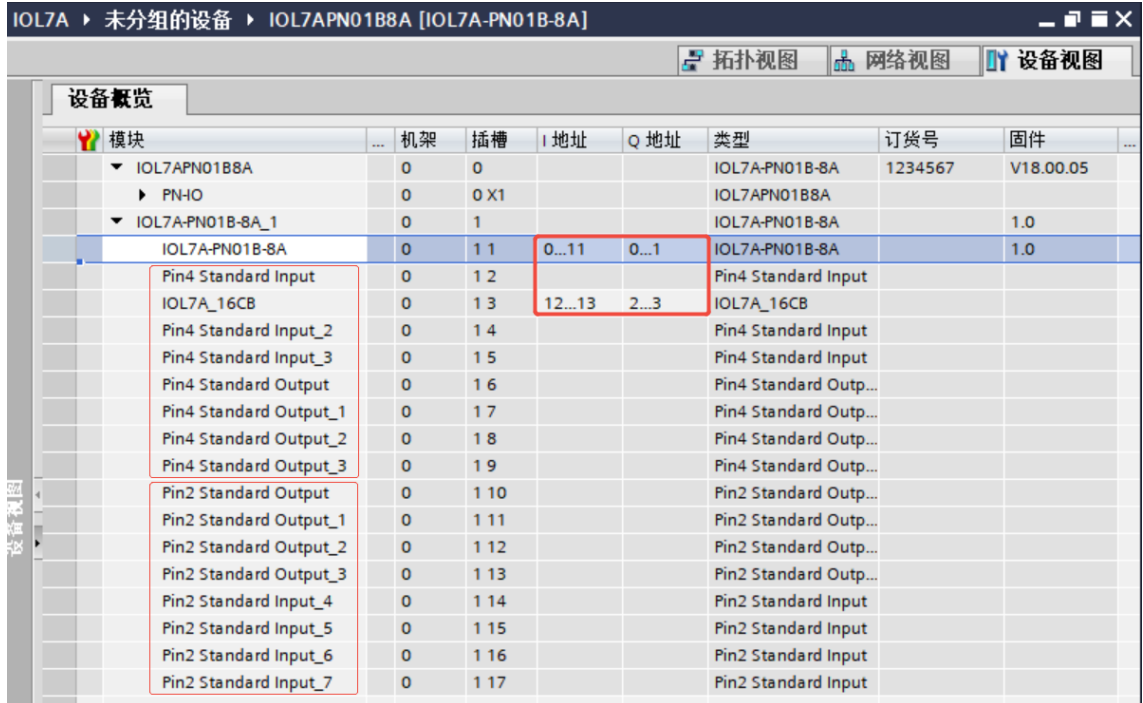 IOL7A ▸ 未分组的设备 ▸ IOL7APN01B8A [IOL7A-PN01B-8A]
拓扑视图 网络视图 设备视图
设备概览
模块 ... 机架 插槽 I 地址 Q 地址 类型 订货号 固件 ...
IOL7APN01B8A 0 0 IOL7A-PN01B-8A 1234567 V18.00.05
PN-IO 0 0 X1 IOL7APN01B8A
IOL7A-PN01B-8A_1 0 1 IOL7A-PN01B-8A 1.0
IOL7A-PN01B-8A 0 1 1 0...11 0...1 IOL7A-PN01B-8A 1.0
Pin4 Standard Input 0 1 2 Pin4 Standard Input
IOL7A_16CB 0 1 3 12...13 2...3 IOL7A_16CB
Pin4 Standard Input_2 0 1 4 Pin4 Standard Input
Pin4 Standard Input_3 0 1 5 Pin4 Standard Input
Pin4 Standard Output 0 1 6 Pin4 Standard Outp...
Pin4 Standard Output_1 0 1 7 Pin4 Standard Outp...
Pin4 Standard Output_2 0 1 8 Pin4 Standard Outp...
Pin4 Standard Output_3 0 1 9 Pin4 Standard Outp...
Pin2 Standard Output 0 1 10 Pin2 Standard Outp...
Pin2 Standard Output_1 0 1 11 Pin2 Standard Outp...
Pin2 Standard Output_2 0 1 12 Pin2 Standard Outp...
Pin2 Standard Output_3 0 1 13 Pin2 Standard Outp...
Pin2 Standard Input_4 0 1 14 Pin2 Standard Input
Pin2 Standard Input_5 0 1 15 Pin2 Standard Input
Pin2 Standard Input_6 0 1 16 Pin2 Standard Input
Pin2 Standard Input_7 0 1 17 Pin2 Standard Input
设备视图